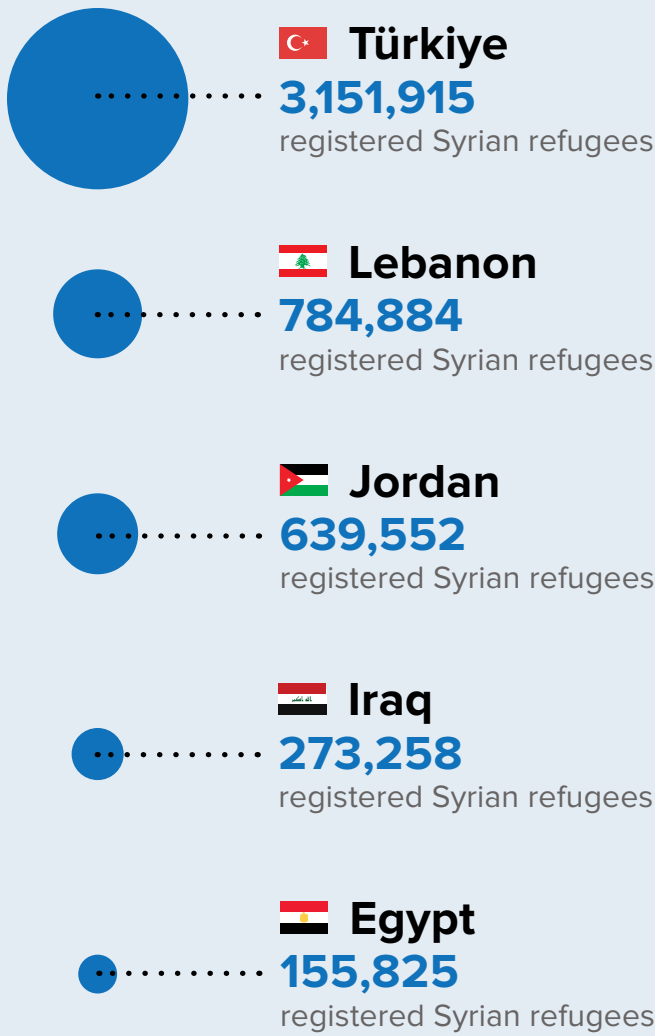 Türkiye
3,151,915
registered Syrian refugees
Lebanon
784,884
registered Syrian refugees
Jordan
639,552
registered Syrian refugees
Iraq
273,258
registered Syrian refugees
Egypt
155,825
registered Syrian refugees